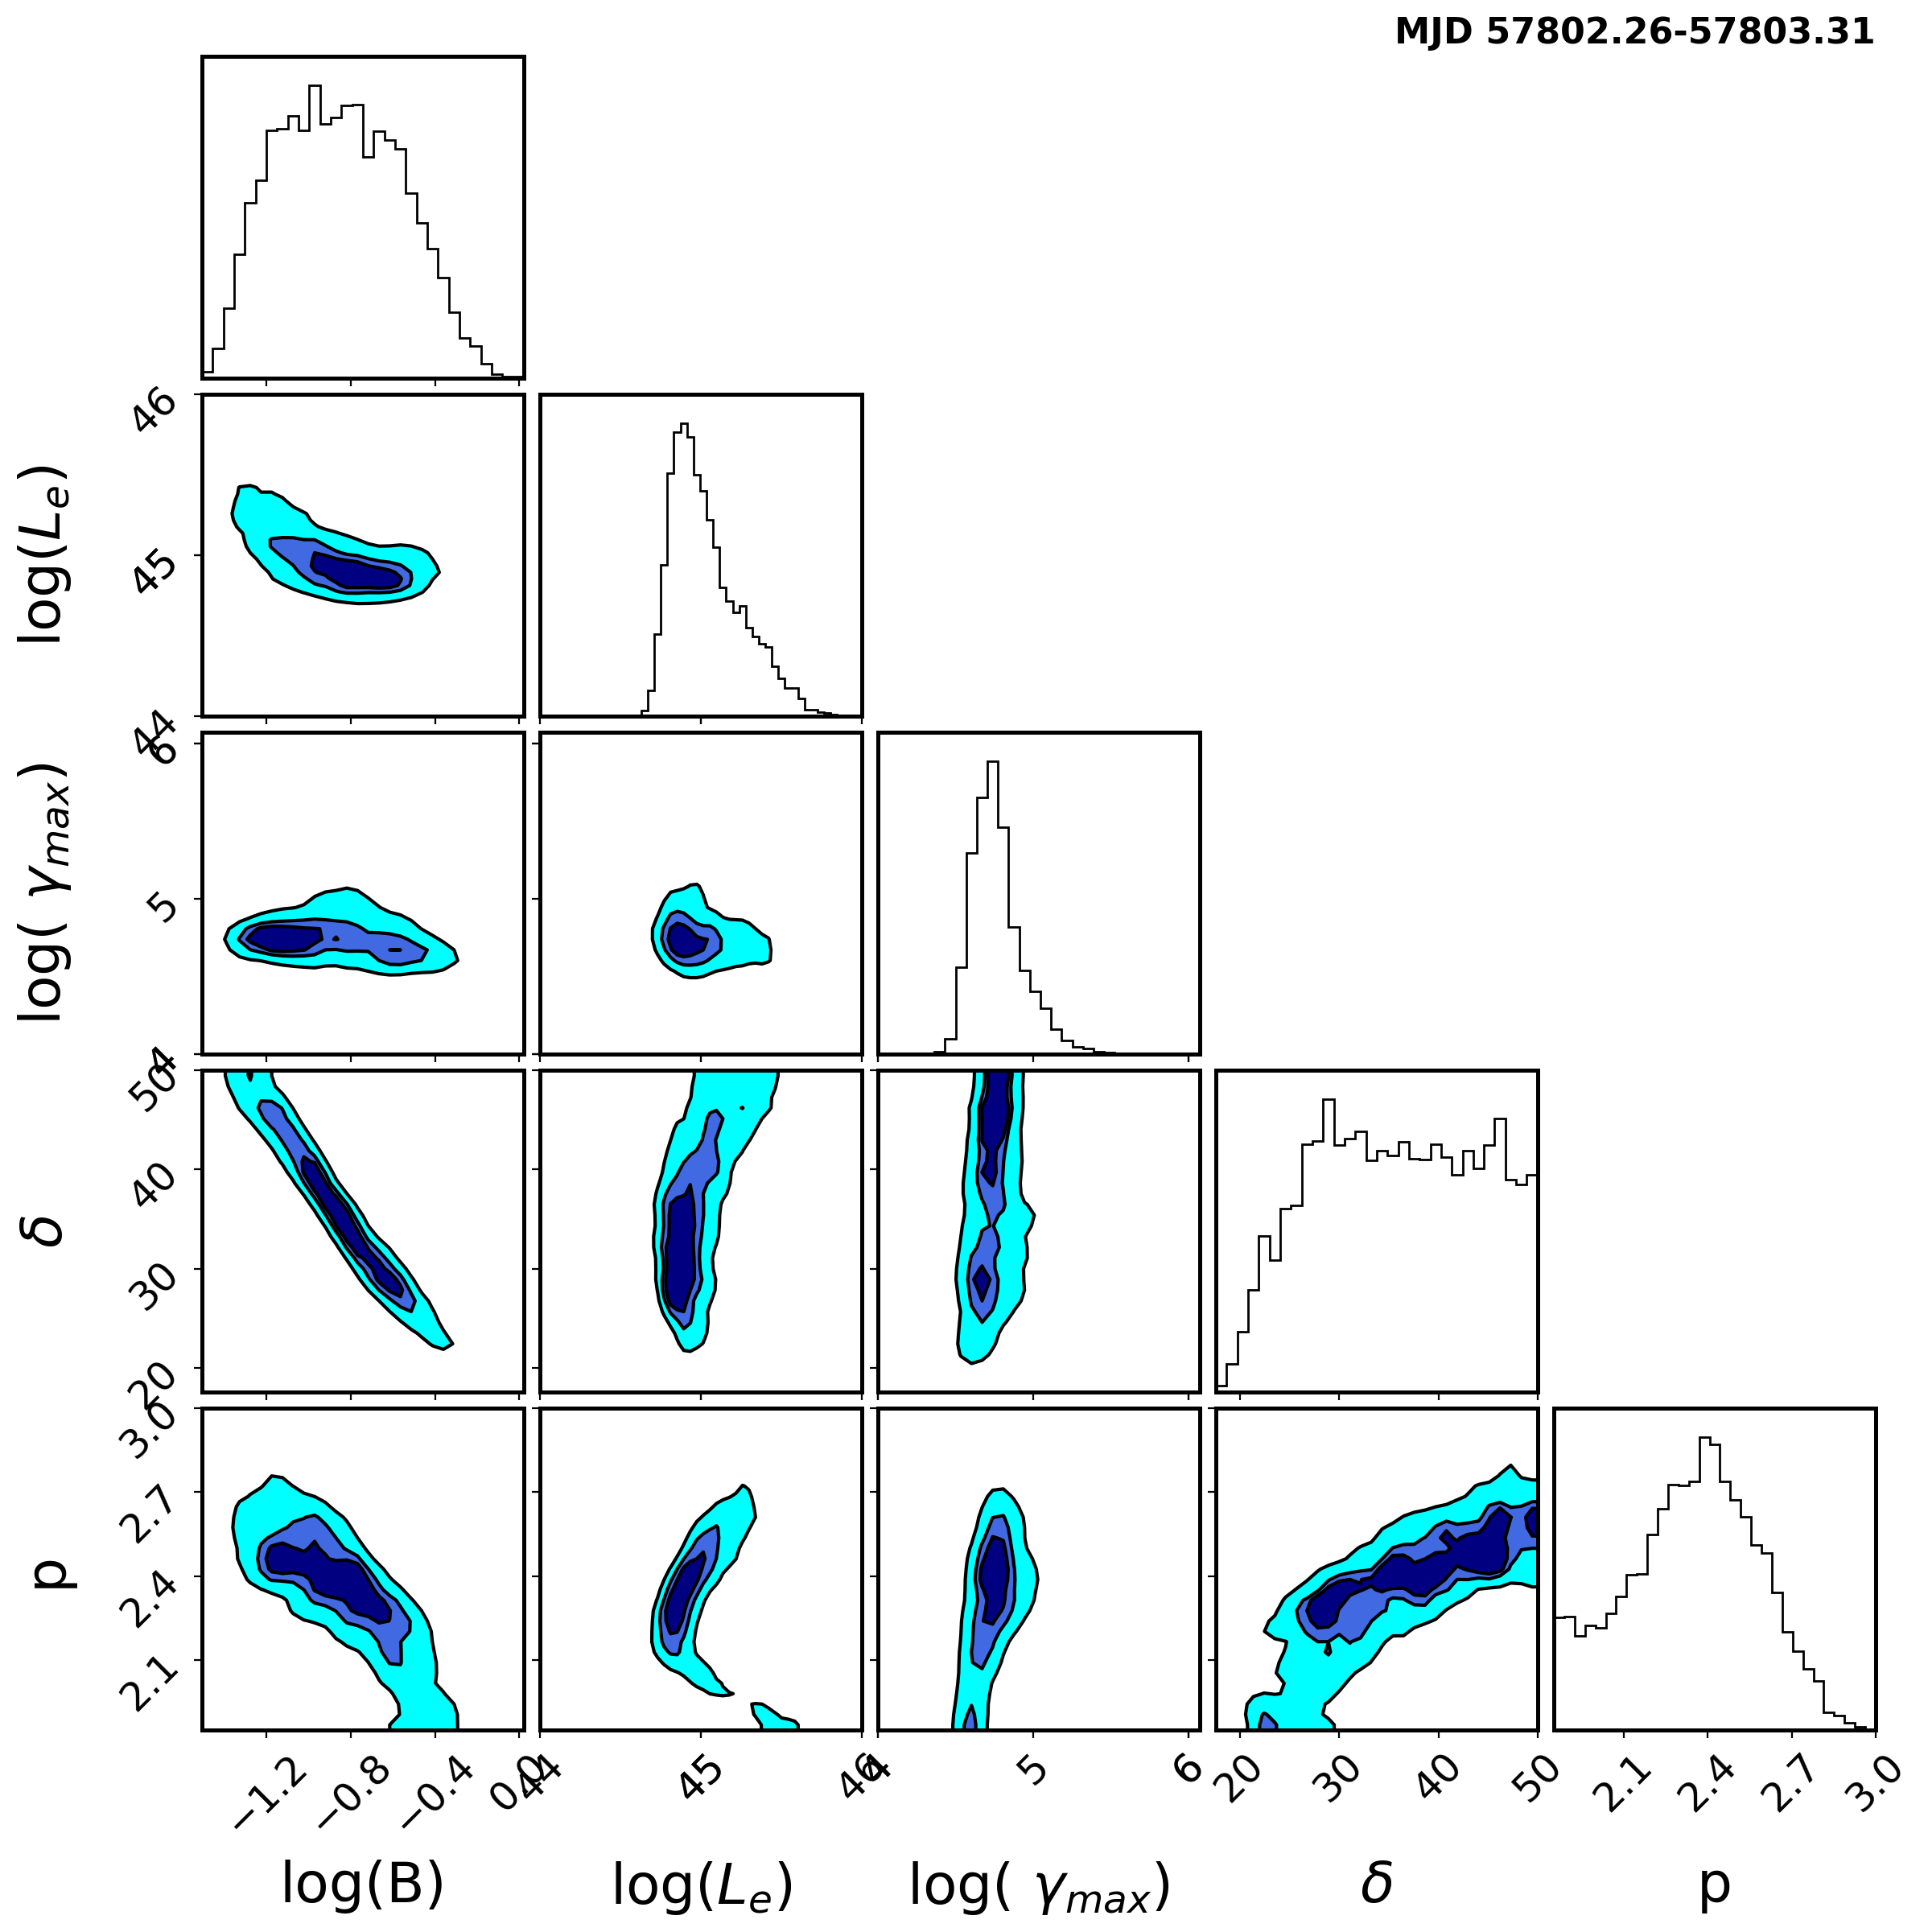 MJD 57802.26-57803.31
46
45
44
log(L_e)
6
5
4
log( γ_max)
50
40
30
20
δ
3.0
2.7
2.4
2.1
p
−1.2 −0.8 −0.4 0.0 44 45 46 4 5 6 20 30 40 50 2.1 2.4 2.7 3.0
log(B) log(L_e) log( γ_max) δ p